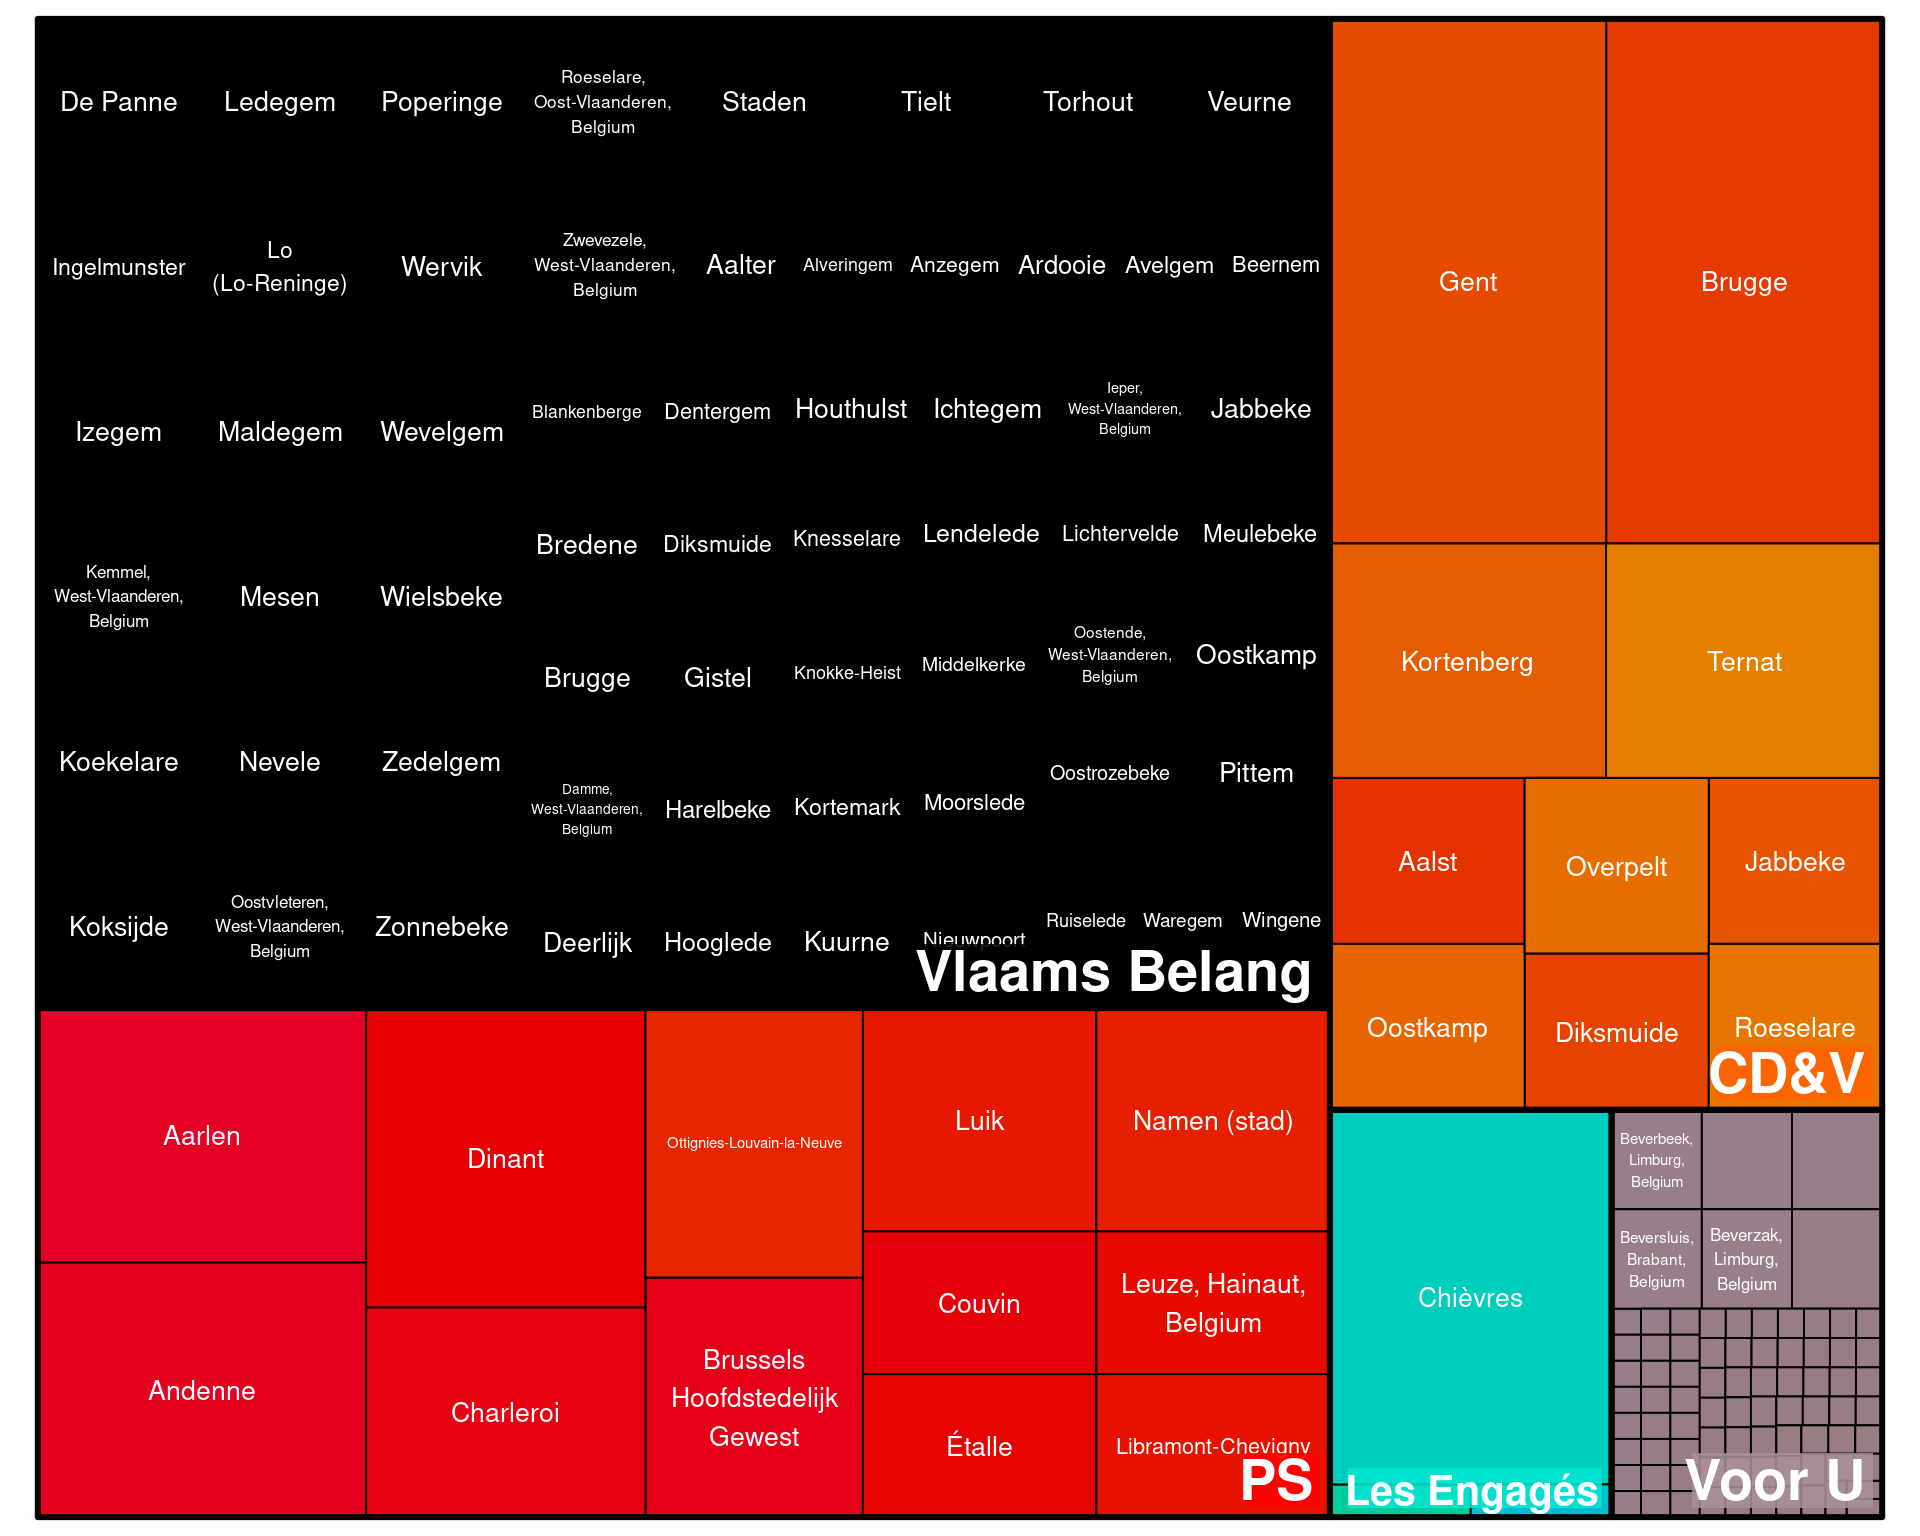 De Panne
Ledegem
Poperinge
Roeselare,
Oost-Vlaanderen,
Belgium
Staden
Tielt
Torhout
Veurne
Ingelmunster
Lo
(Lo-Reninge)
Wervik
Zwevezele,
West-Vlaanderen,
Belgium
Aalter
Alveringem
Anzegem
Ardooie
Avelgem
Beernem
Izegem
Maldegem
Wevelgem
Blankenberge
Dentergem
Houthulst
Ichtegem
Ieper,
West-Vlaanderen,
Belgium
Jabbeke
Kemmel,
West-Vlaanderen,
Belgium
Mesen
Wielsbeke
Bredene
Diksmuide
Knesselare
Lendelede
Lichtervelde
Meulebeke
Brugge
Gistel
Knokke-Heist
Middelkerke
Oostende,
West-Vlaanderen,
Belgium
Oostkamp
Koekelare
Nevele
Zedelgem
Damme,
West-Vlaanderen,
Belgium
Harelbeke
Kortemark
Moorslede
Oostrozebeke
Pittem
Koksijde
Oostvleteren,
West-Vlaanderen,
Belgium
Zonnebeke
Deerlijk
Hooglede
Kuurne
Nieuwpoort
Ruiselede
Waregem
Wingene
Vlaams Belang
Gent
Brugge
Kortenberg
Ternat
Aalst
Overpelt
Jabbeke
Oostkamp
Diksmuide
Roeselare
CD&V
Aarlen
Andenne
Dinant
Charleroi
Ottignies-Louvain-la-Neuve
Brussels
Hoofdstedelijk
Gewest
Luik
Namen (stad)
Couvin
Leuze, Hainaut,
Belgium
Étalle
Libramont-Chevigny
PS
Chièvres
Les Engagés
Beverbeek,
Limburg,
Belgium
Beversluis,
Brabant,
Belgium
Beverzak,
Limburg,
Belgium
Voor U